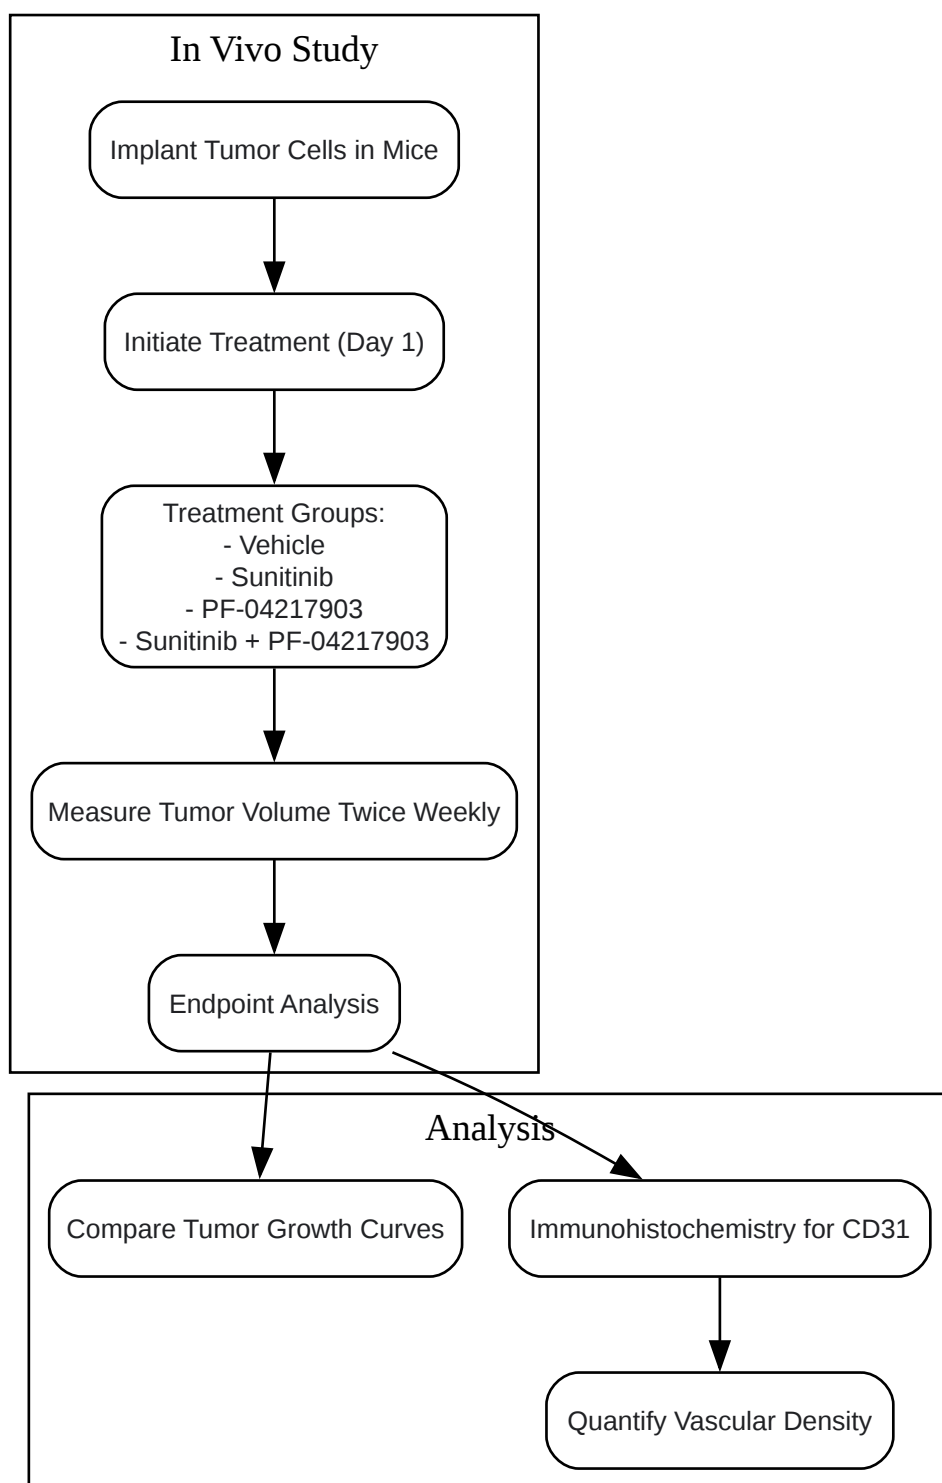 In Vivo Study
Implant Tumor Cells in Mice
Initiate Treatment (Day 1)
Treatment Groups:
- Vehicle
- Sunitinib
- PF-04217903
- Sunitinib + PF-04217903
Measure Tumor Volume Twice Weekly
Endpoint Analysis
Analysis
Compare Tumor Growth Curves
Immunohistochemistry for CD31
Quantify Vascular Density